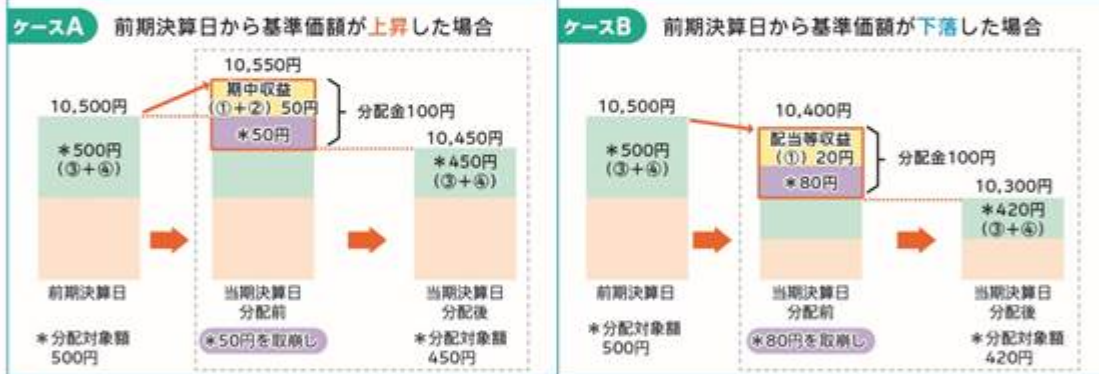 ケースA 前期決算日から基準価額が上昇した場合
10,550円
期中収益
(①+②) 50円
10,500円
分配金100円
*50円
10,450円
*500円
(③+④)
*450円
(③+④)
前期決算日
当期決算日
分配前
当期決算日
分配後
*分配対象額
500円
*50円を取崩し
*分配対象額
450円
ケースB 前期決算日から基準価額が下落した場合
10,500円
10,400円
配当等収益
(①) 20円
分配金100円
*500円
(③+④)
*80円
10,300円
*420円
(③+④)
前期決算日
当期決算日
分配前
当期決算日
分配後
*分配対象額
500円
*80円を取崩し
*分配対象額
420円